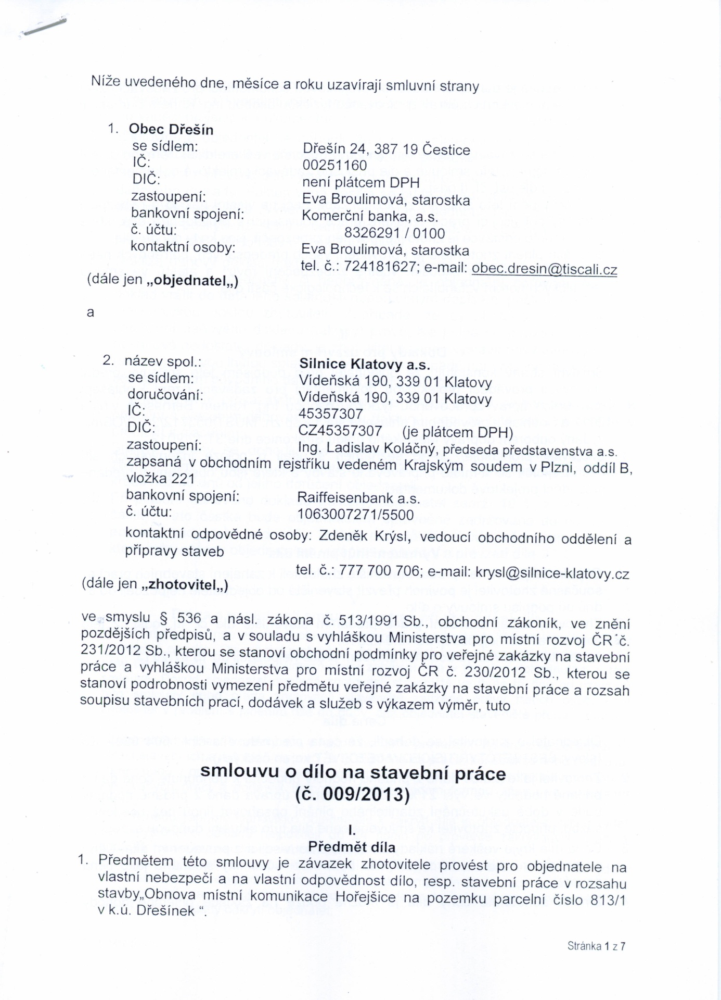 Níže uvedeného dne, měsíce a roku uzavírají smluvní strany
1. Obec Dřešín
se sídlem: Dřešín 24, 387 19 Čestice
IČ: 00251160
DIČ: není plátcem DPH
zastoupení: Eva Broulimová, starostka
bankovní spojení: Komerční banka, a.s.
č. účtu: 8326291 / 0100
kontaktní osoby: Eva Broulimová, starostka
tel. č.: 724181627; e-mail: obec.dresin@tiscali.cz
(dále jen „objednatel„)
a
2. název spol.: Silnice Klatovy a.s.
se sídlem: Vídeňská 190, 339 01 Klatovy
doručování: Vídeňská 190, 339 01 Klatovy
IČ: 45357307
DIČ: CZ45357307 (je plátcem DPH)
zastoupení: Ing. Ladislav Koláčný, předseda představenstva a.s.
zapsaná v obchodním rejstříku vedeném Krajským soudem v Plzni, oddíl B,
vložka 221
bankovní spojení: Raiffeisenbank a.s.
č. účtu: 1063007271/5500
kontaktní odpovědné osoby: Zdeněk Krýsl, vedoucí obchodního oddělení a
přípravy staveb
tel. č.: 777 700 706; e-mail: krysl@silnice-klatovy.cz
(dále jen „zhotovitel„)
ve smyslu § 536 a násl. zákona č. 513/1991Sb., obchodní zákoník, ve znění
pozdějších předpisů, a v souladu s vyhláškou Ministerstva pro místní rozvoj ČR č.
231/2012 Sb., kterou se stanoví obchodní podmínky pro veřejné zakázky na stavební
práce a vyhláškou Ministerstva pro místní rozvoj ČR č. 230/2012 Sb., kterou se
stanoví podrobnosti vymezení předmětu veřejné zakázky na stavební práce a rozsah
soupisu stavebních prací, dodávek a služeb s výkazem výměr, tuto
smlouvu o dílo na stavební práce
(č. 009/2013)
I.
Předmět díla
1. Předmětem této smlouvy je závazek zhotovitele provést pro objednatele na
vlastní nebezpečí a na vlastní odpovědnost dílo, resp. stavební práce v rozsahu
stavby„Obnova místní komunikace Hořejšice na pozemku parcelní číslo 813/1
v k.ú. Dřešínek “.
Stránka 1 z 7